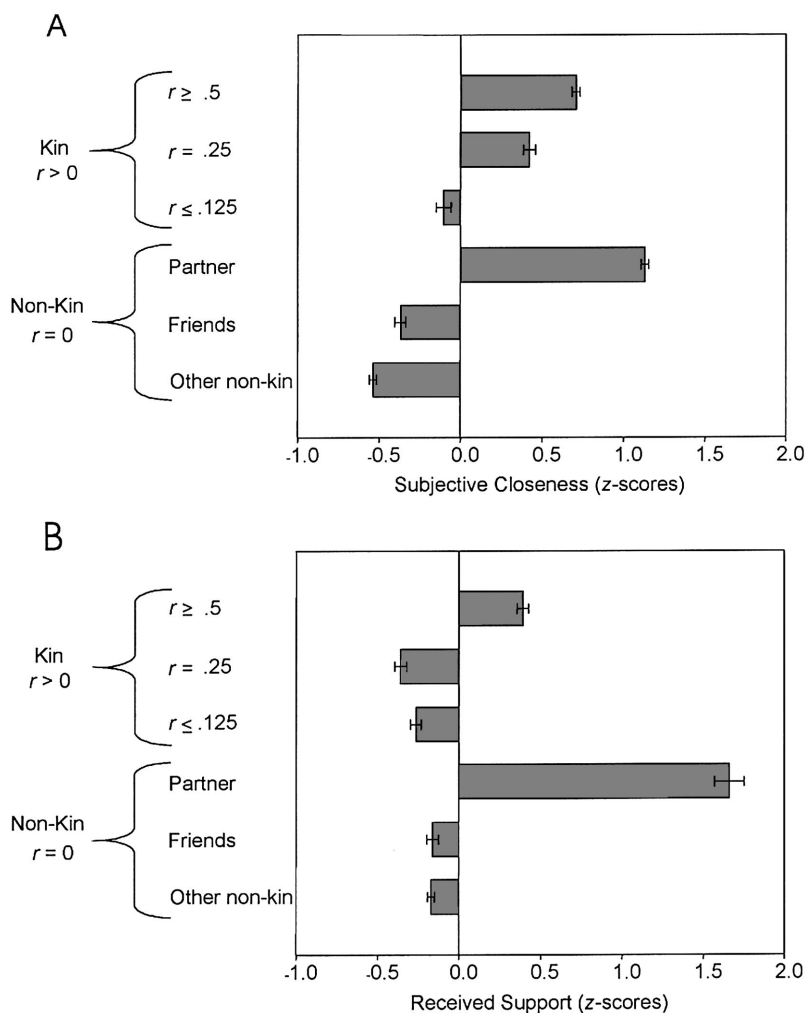 A
Kin
r > 0
r ≥ .5
r = .25
r ≤ .125
Non-Kin
r = 0
Partner
Friends
Other non-kin
-1.0 -0.5 0.0 0.5 1.0 1.5 2.0
Subjective Closeness (z-scores)
B
Kin
r > 0
r ≥ .5
r = .25
r ≤ .125
Non-Kin
r = 0
Partner
Friends
Other non-kin
-1.0 -0.5 0.0 0.5 1.0 1.5 2.0
Received Support (z-scores)